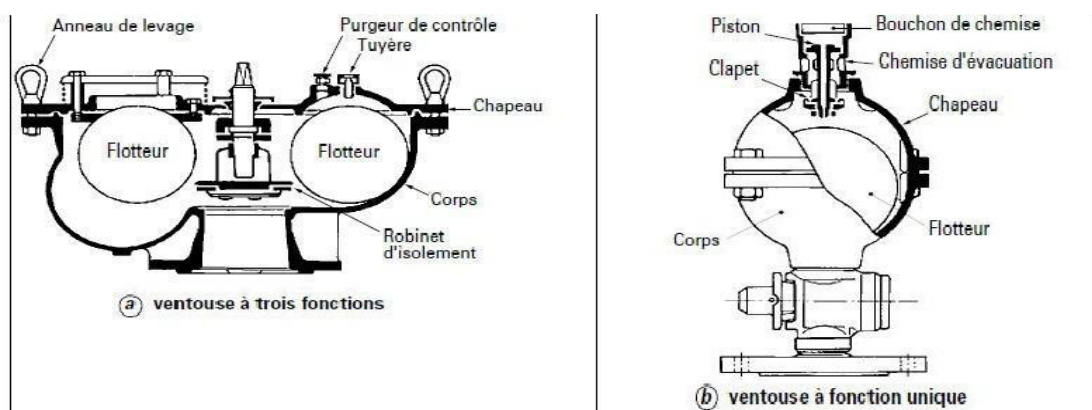 Anneau de levage
Purgeur de contrôle
Tuyère
Chapeau
Flotteur
Flotteur
Corps
Robinet
d'isolement
a ventouse à trois fonctions
Piston
Bouchon de chemise
Chemise d'évacuation
Clapet
Chapeau
Flotteur
Corps
b ventouse à fonction unique